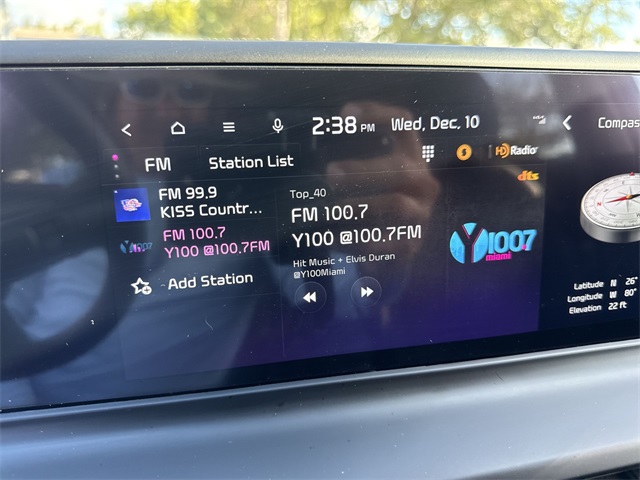 2:38 PM Wed, Dec, 10
Compas
FM Station List
HD Radio
dts
FM 99.9
KISS Countr...
FM 100.7
Y100 @100.7FM
Add Station
Top_40
FM 100.7
Y100 @100.7FM
Hit Music + Elvis Duran
@Y100Miami
Y1007
miami
Latitude N 26°
Longitude W 80°
Elevation 22 ft